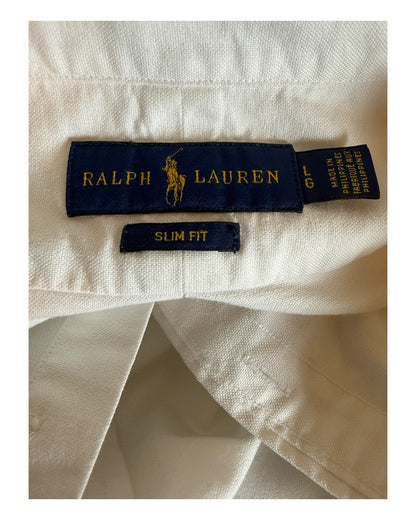 RALPH LAUREN
L
G
MADE IN
PHILIPPINES
FABRIQUÉ AUX
PHILIPPINES
SLIM FIT